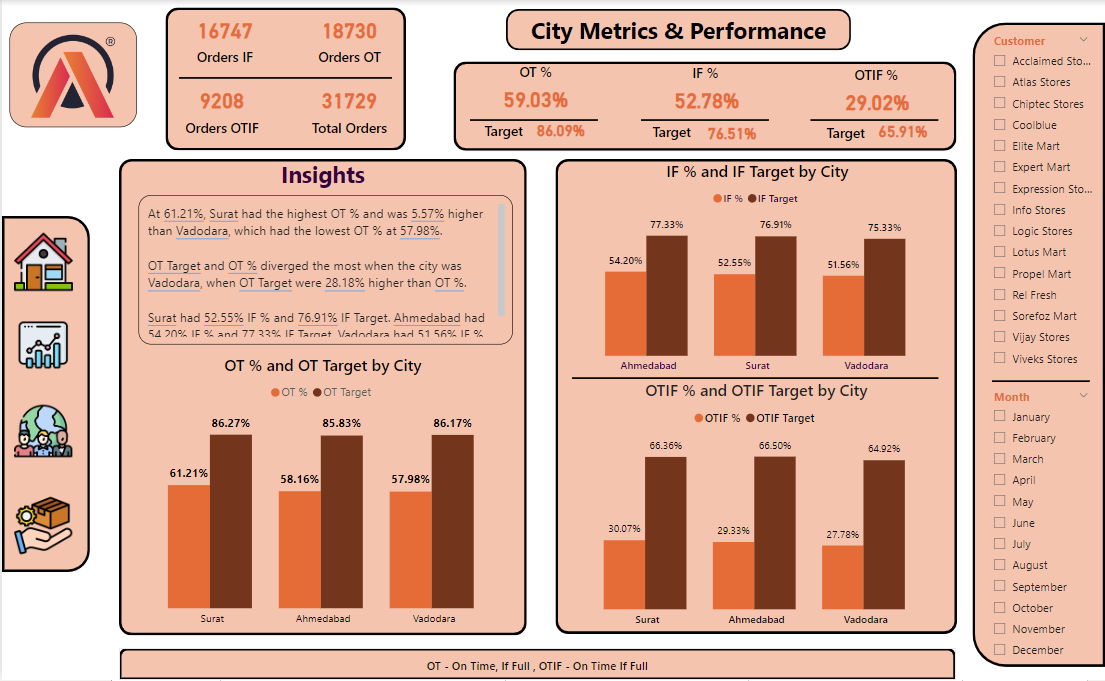 ®
16747
Orders IF
18730
Orders OT
9208
Orders OTIF
31729
Total Orders
City Metrics & Performance
OT %
59.03%
Target 86.09%
IF %
52.78%
Target 76.51%
OTIF %
29.02%
Target 65.91%
Insights
At 61.21%, Surat had the highest OT % and was 5.57% higher
than Vadodara, which had the lowest OT % at 57.98%.
OT Target and OT % diverged the most when the city was
Vadodara, when OT Target were 28.18% higher than OT %.
Surat had 52.55% IF % and 76.91% IF Target. Ahmedabad had
54.20% IF % and 77.33% IF Target. Vadodara had 51.56% IF %
OT % and OT Target by City
OT % OT Target
61.21%
86.27%
58.16%
85.83%
57.98%
86.17%
Surat
Ahmedabad
Vadodara
IF % and IF Target by City
IF % IF Target
54.20%
77.33%
52.55%
76.91%
51.56%
75.33%
Ahmedabad
Surat
Vadodara
OTIF % and OTIF Target by City
OTIF % OTIF Target
30.07%
66.36%
29.33%
66.50%
27.78%
64.92%
Surat
Ahmedabad
Vadodara
OT - On Time, If Full , OTIF - On Time If Full
Customer
Acclaimed Sto...
Atlas Stores
Chiptec Stores
Coolblue
Elite Mart
Expert Mart
Expression Sto...
Info Stores
Logic Stores
Lotus Mart
Propel Mart
Rel Fresh
Sorefoz Mart
Vijay Stores
Viveks Stores
Month
January
February
March
April
May
June
July
August
September
October
November
December